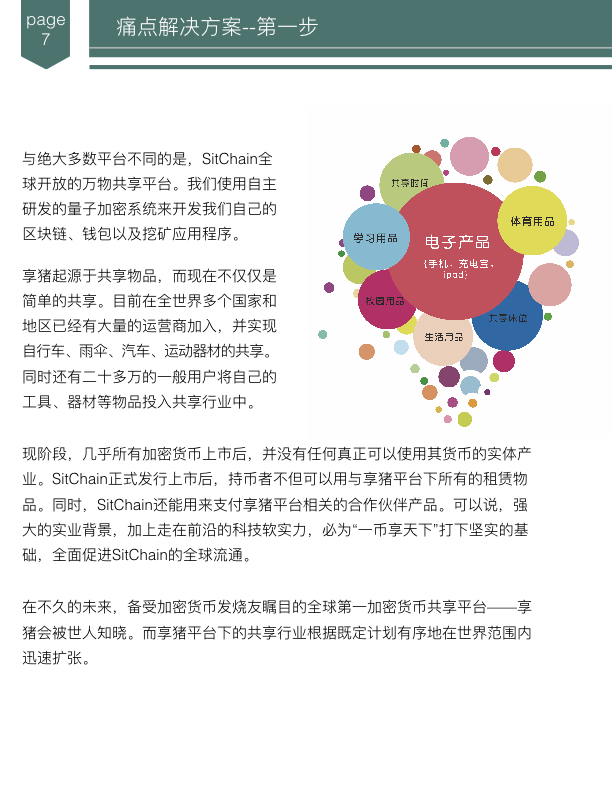 page
7
痛点解决方案--第一步
与绝大多数平台不同的是，SitChain全
球开放的万物共享平台。我们使用自主
研发的量子加密系统来开发我们自己的
区块链、钱包以及挖矿应用程序。
享猪起源于共享物品，而现在不仅仅是
简单的共享。目前在全世界多个国家和
地区已经有大量的运营商加入，并实现
自行车、雨伞、汽车、运动器材的共享。
同时还有二十多万的一般用户将自己的
工具、器材等物品投入共享行业中。
共享时间
体育用品
学习用品
电子产品
(手机、充电宝、
ipad)
校园用品
共享床位
生活用品
现阶段，几乎所有加密货币上市后，并没有任何真正可以使用其货币的实体产
业。SitChain正式发行上市后，持币者不但可以用与享猪平台下所有的租赁物
品。同时，SitChain还能用来支付享猪平台相关的合作伙伴产品。可以说，强
大的实业背景，加上走在前沿的科技软实力，必为“一币享天下”打下坚实的基
础，全面促进SitChain的全球流通。
在不久的未来，备受加密货币发烧友瞩目的全球第一加密货币共享平台——享
猪会被世人知晓。而享猪平台下的共享行业根据既定计划有序地在世界范围内
迅速扩张。